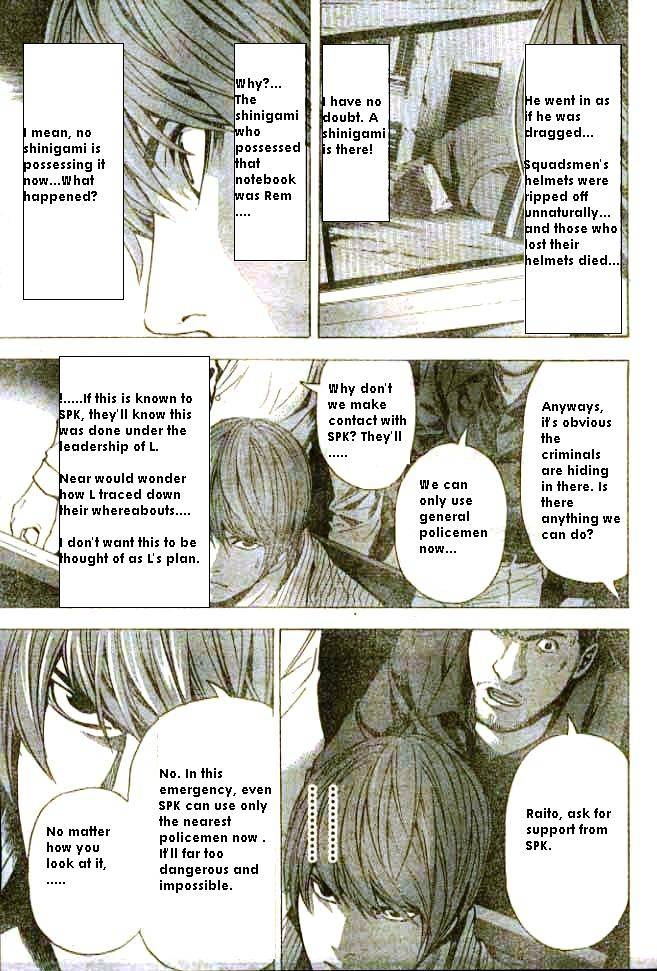 He went in as
if he was
dragged...
Squadsmen's
helmets were
ripped off
unnaturally...
and those who
lost their
helmets died...
I have no
doubt. A
shinigami
is there!
Why?...
The
shinigami
who
possessed
that
notebook
was Rem
....
I mean, no
shinigami is
possessing it
now...What
happened?
Anyways,
it's obvious
the
criminals
are hiding
in there. Is
there
anything we
can do?
We can
only use
general
policemen
now...
Why don't
we make
contact with
SPK? They'll
.....
!.....If this is known to
SPK, they'll know this
was done under the
leadership of L.
Near would wonder
how L traced down
their whereabouts....
I don't want this to be
thought of as L's plan.
Raito, ask for
support from
SPK.
No. In this
emergency, even
SPK can use only
the nearest
policemen now .
It'll far too
dangerous and
impossible.
No matter
how you
look at it,
.....